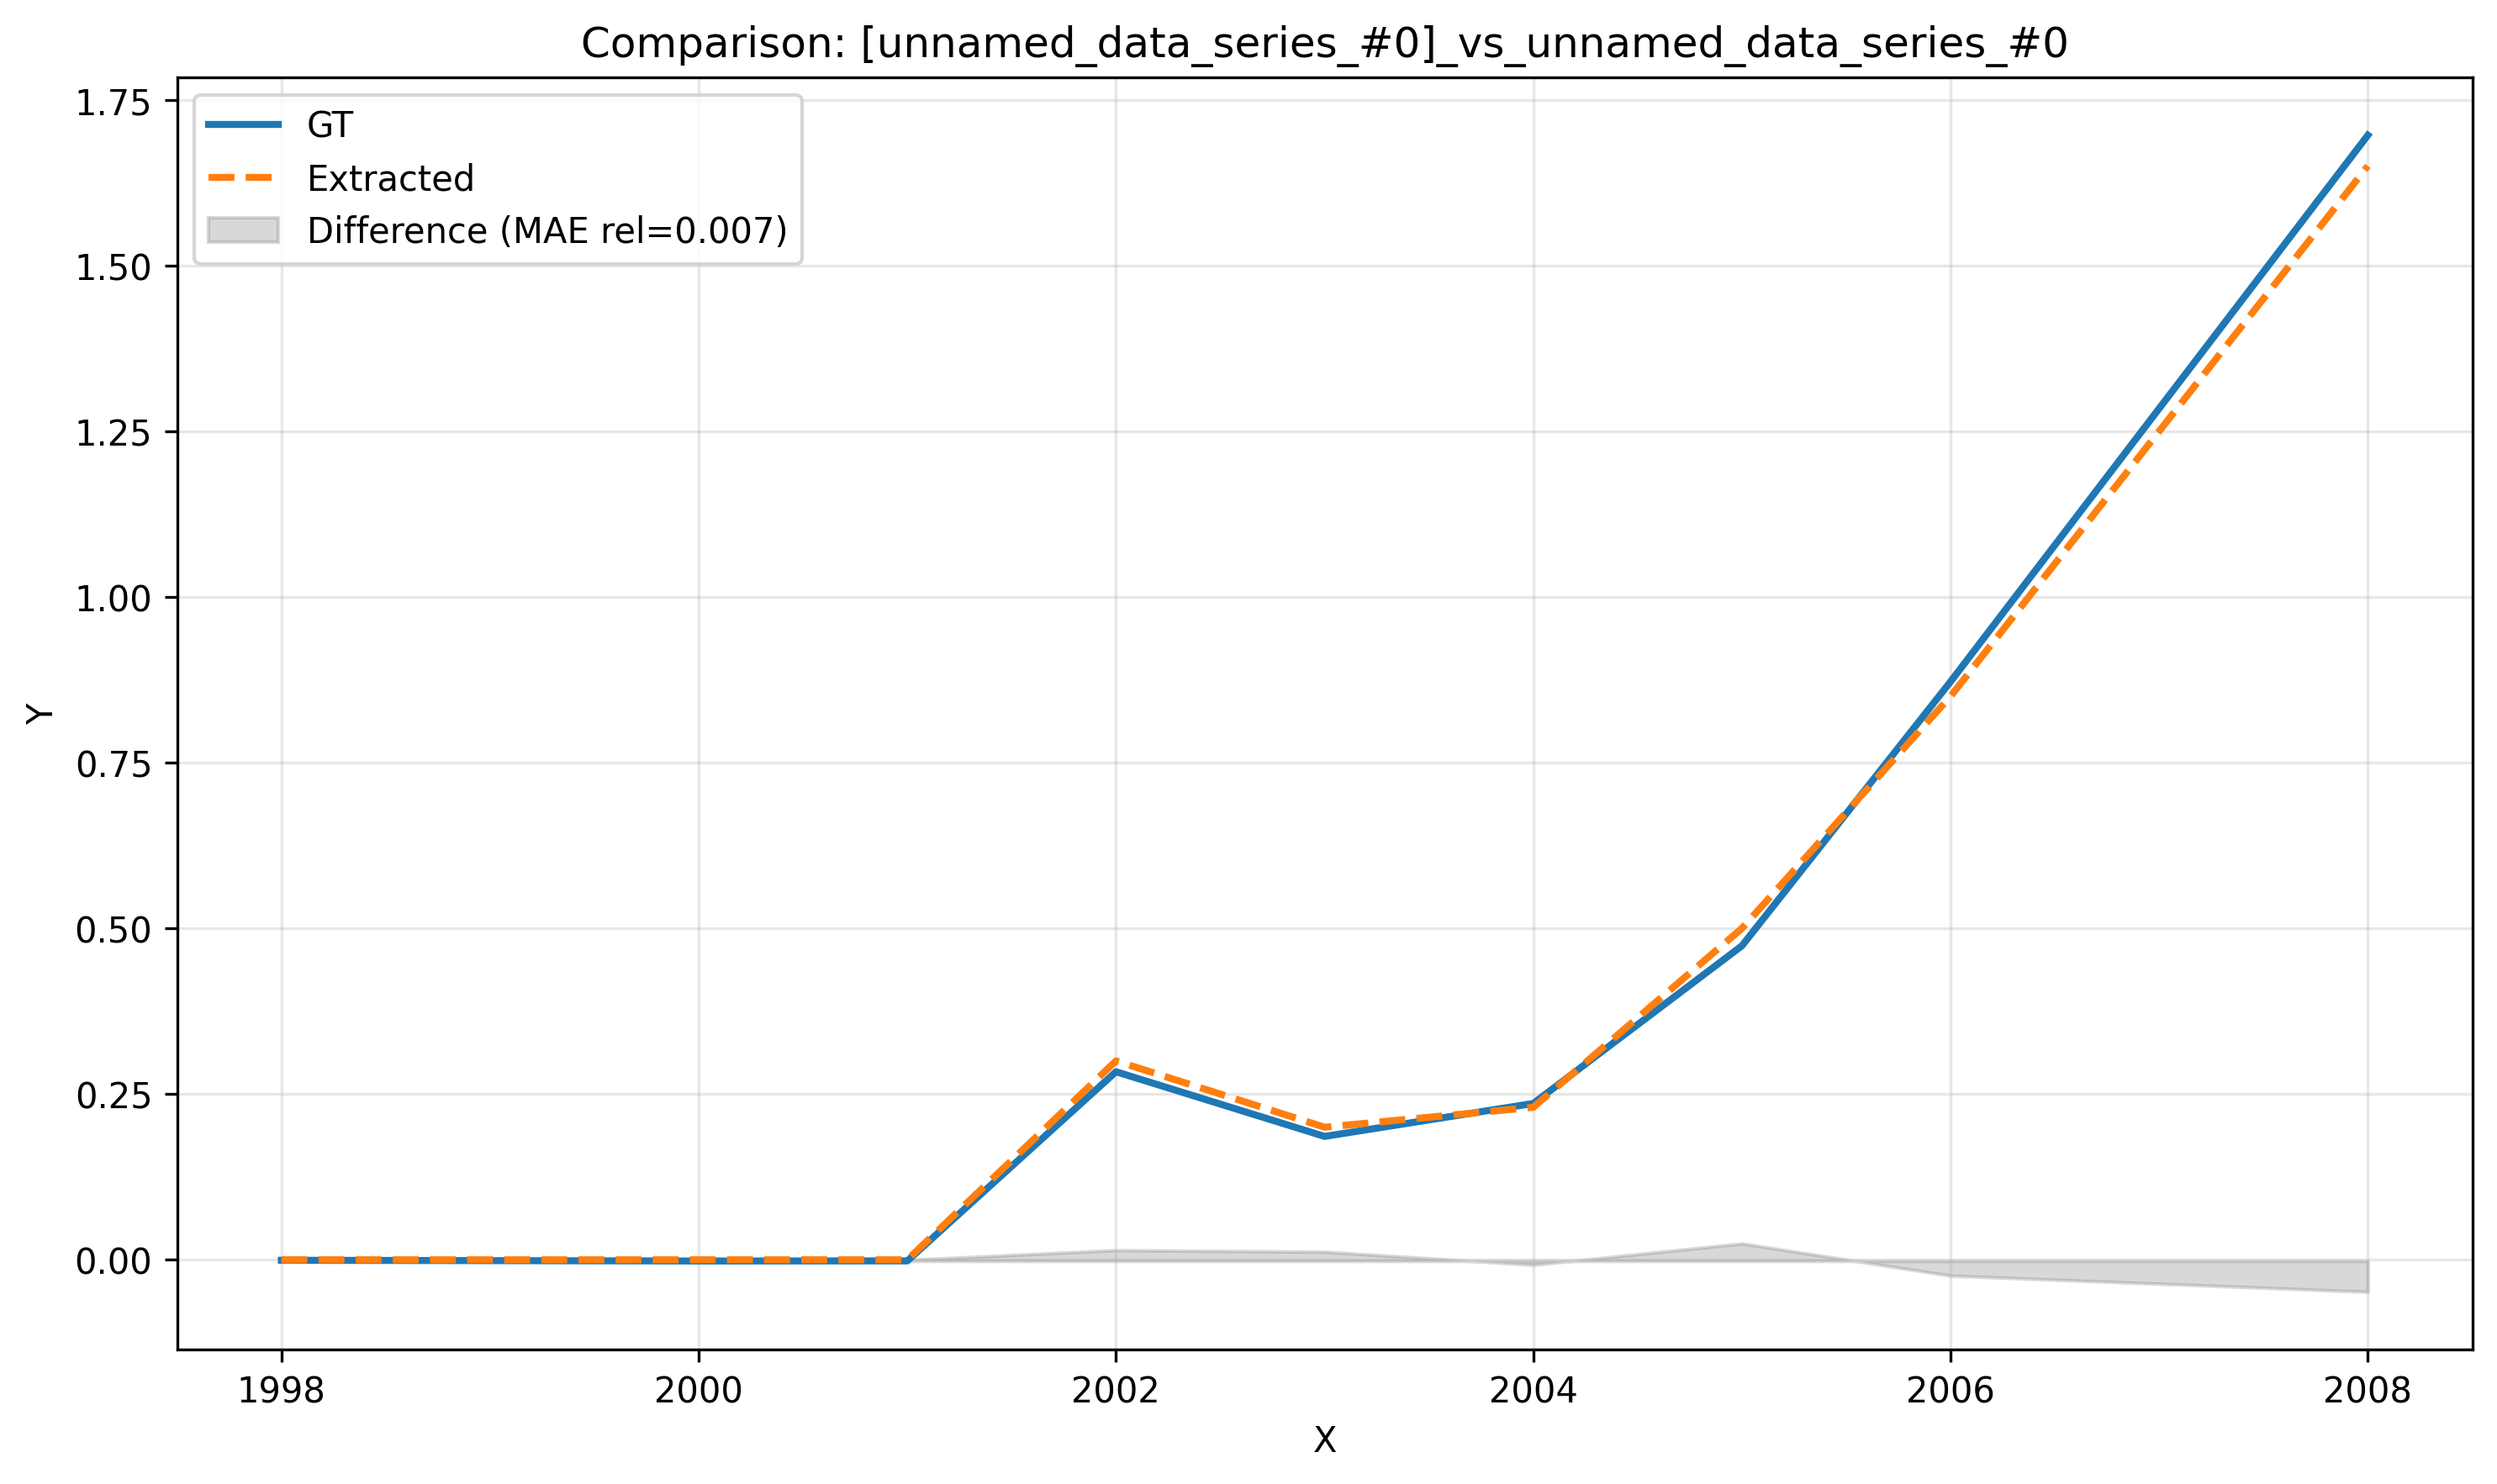 Comparison: [unnamed_data_series_#0]_vs_unnamed_data_series_#0
GT
Extracted
Difference (MAE rel=0.007)
1.75
1.50
1.25
1.00
0.75
0.50
0.25
0.00
Y
1998 2000 2002 2004 2006 2008
X